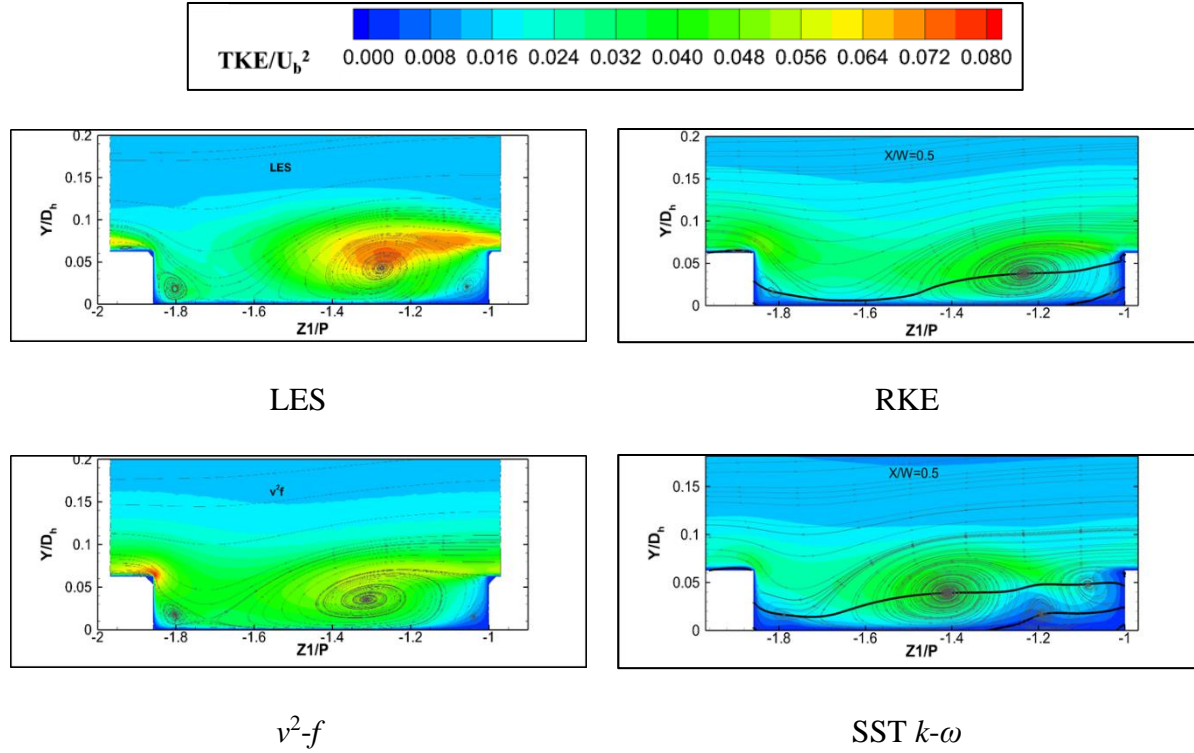 TKE/U_b^2 0.000 0.008 0.016 0.024 0.032 0.040 0.048 0.056 0.064 0.072 0.080
0.2
LES
0.15
Y/D_h
0.1
0.05
0
-2 -1.8 -1.6 -1.4 -1.2 -1
Z1/P
LES
0.2
X/W=0.5
0.15
Y/D_h
0.1
0.05
0
-1.8 -1.6 -1.4 -1.2 -1
Z1/P
RKE
0.2
v²f
0.15
Y/D_h
0.1
0.05
0
-2 -1.8 -1.6 -1.4 -1.2 -1
Z1/P
v²-f
X/W=0.5
0.15
Y/D_h
0.1
0.05
0
-1.8 -1.6 -1.4 -1.2 -1
Z1/P
SST k-ω